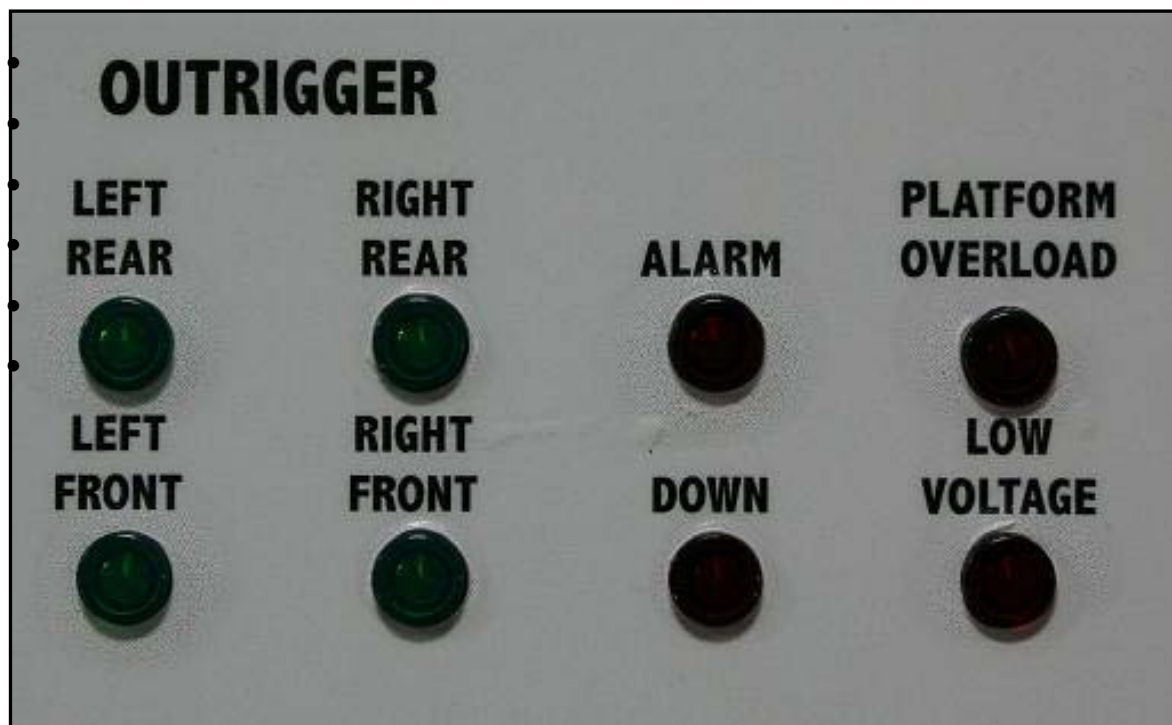 OUTRIGGER
LEFT
REAR
RIGHT
REAR
ALARM
PLATFORM
OVERLOAD
LEFT
FRONT
RIGHT
FRONT
DOWN
LOW
VOLTAGE